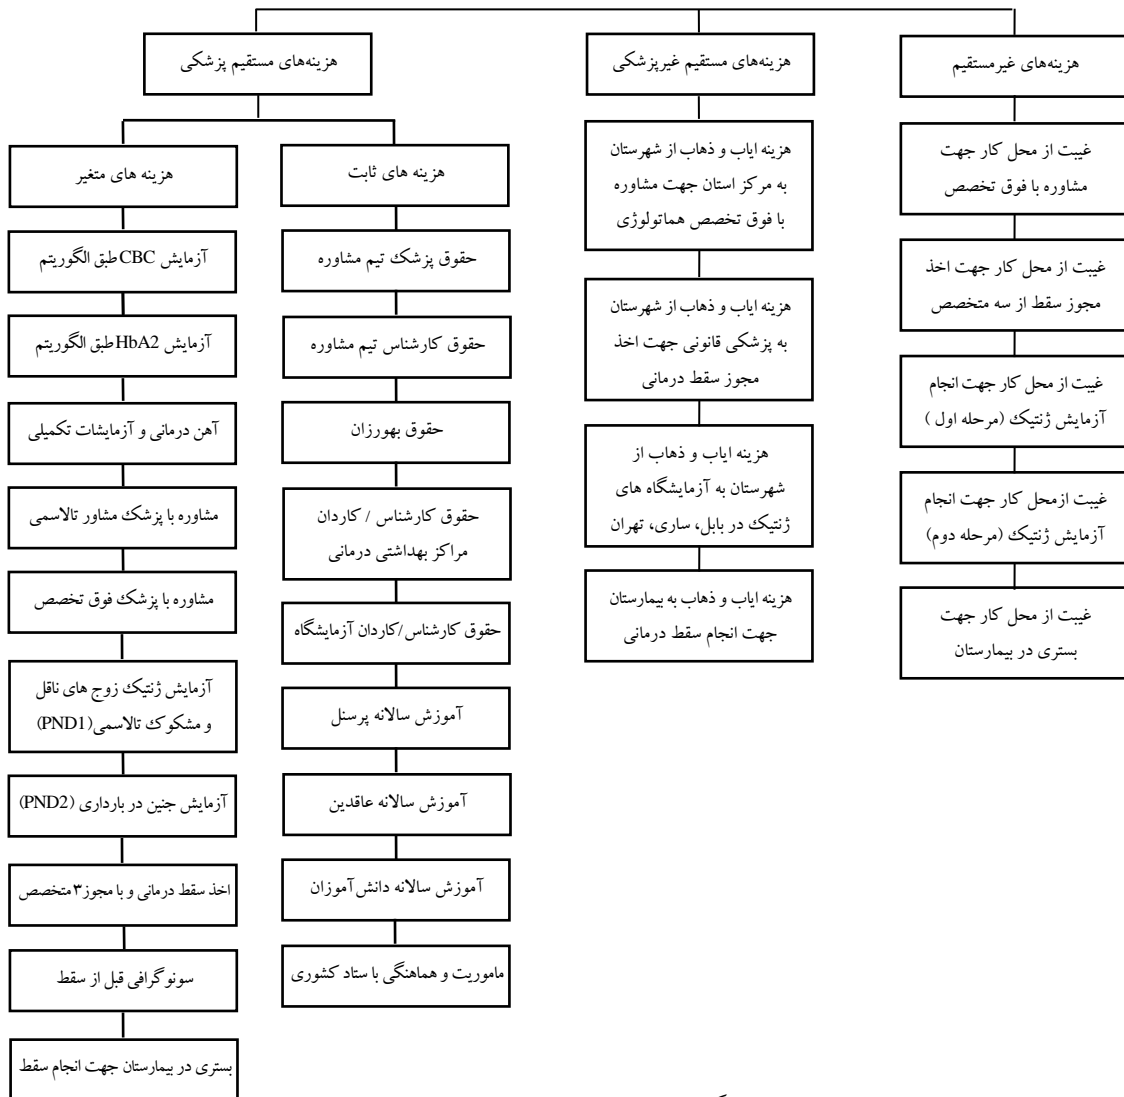 هزینه‌های غیرمستقیم
غیبت از محل کار جهت
مشاوره با فوق تخصص
غیبت از محل کار جهت اخذ
مجوز سقط از سه متخصص
غیبت از محل کار جهت انجام
آزمایش ژنتیک (مرحله اول )
غیبت ازمحل کار جهت انجام
آزمایش ژنتیک (مرحله دوم)
غیبت از محل کار جهت
بستری در بیمارستان
هزینه‌های مستقیم غیرپزشکی
هزینه ایاب و ذهاب از شهرستان
به مرکز استان جهت مشاوره
با فوق تخصص هماتولوژی
هزینه ایاب و ذهاب از شهرستان
به پزشکی قانونی جهت اخذ
مجوز سقط درمانی
هزینه ایاب و ذهاب از
شهرستان به آزمایشگاه های
ژنتیک در بابل، ساری، تهران
هزینه ایاب و ذهاب به بیمارستان
جهت انجام سقط درمانی
هزینه‌های مستقیم پزشکی
هزینه های ثابت
حقوق پزشک تیم مشاوره
حقوق کارشناس تیم مشاوره
حقوق بهورزان
حقوق کارشناس / کاردان
مراکز بهداشتی درمانی
حقوق کارشناس/کاردان آزمایشگاه
آموزش سالانه پرسنل
آموزش سالانه عاقدین
آموزش سالانه دانش‌آموزان
ماموریت و هماهنگی با ستاد کشوری
هزینه های متغیر
آزمایش CBC طبق الگوریتم
آزمایش HbA2 طبق الگوریتم
آهن درمانی و آزمایشات تکمیلی
مشاوره با پزشک مشاور تالاسمی
مشاوره با پزشک فوق تخصص
آزمایش ژنتیک زوج های ناقل
و مشکوک تالاسمی(PND1)
آزمایش جنین در بارداری (PND2)
اخذ سقط درمانی و با مجوز۳ متخصص
سونوگرافی قبل از سقط
بستری در بیمارستان جهت انجام سقط